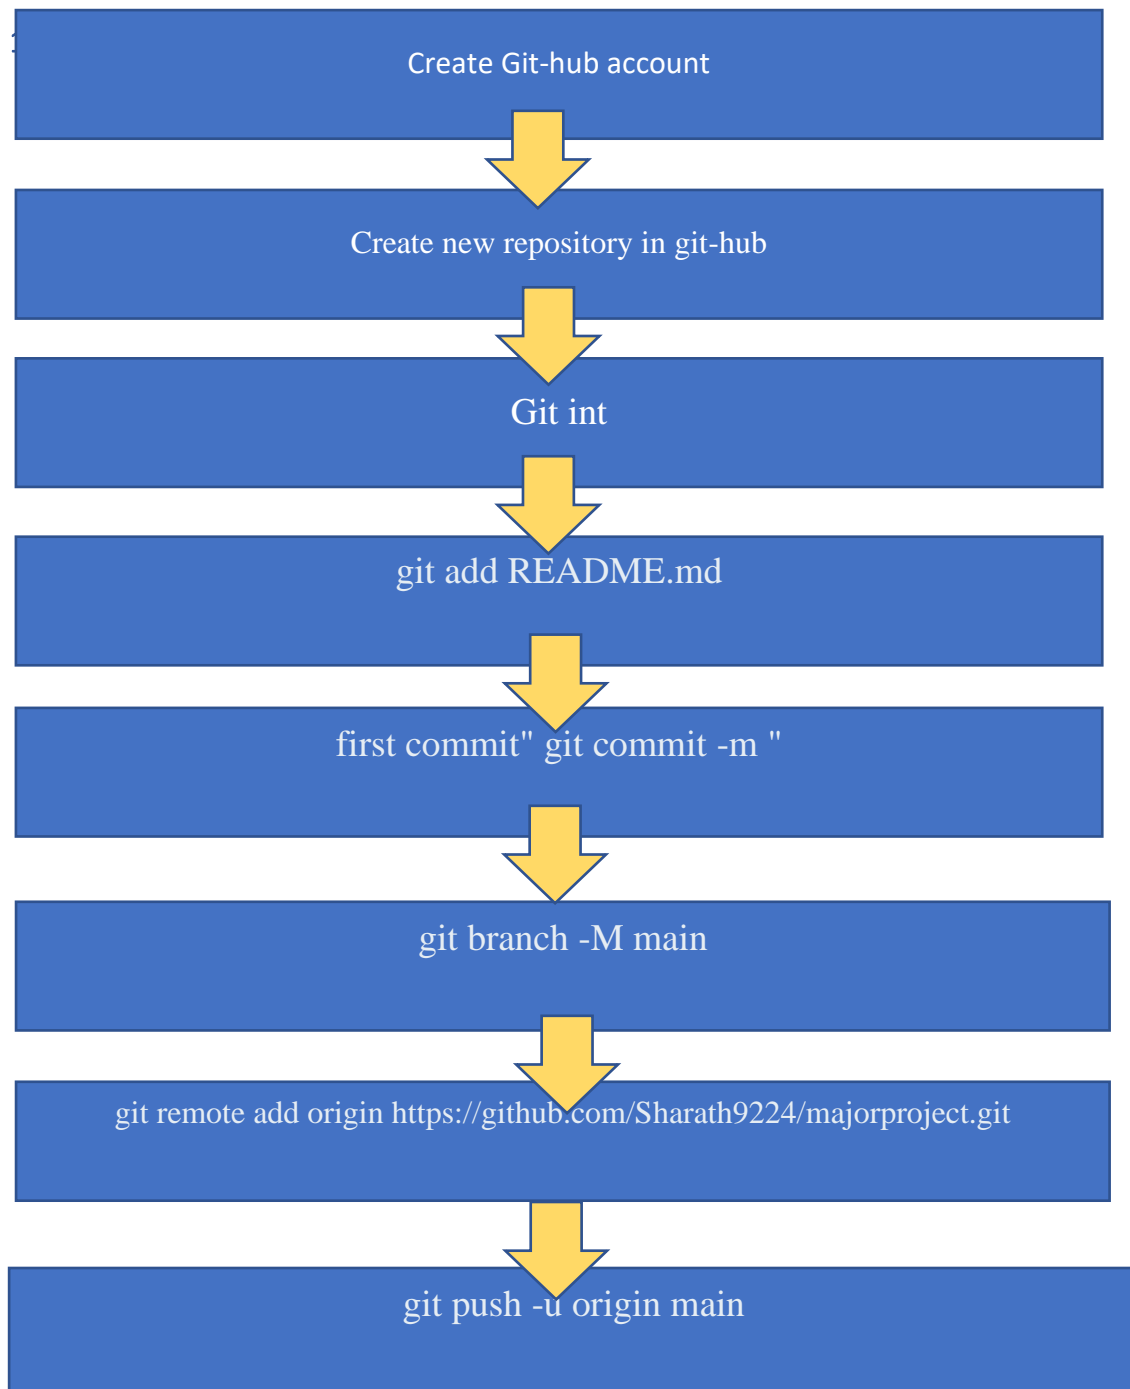 Create Git-hub account
Create new repository in git-hub
Git int
git add README.md
first commit" git commit -m "
git branch -M main
git remote add origin https://github.com/Sharath9224/majorproject.git
git push -u origin main